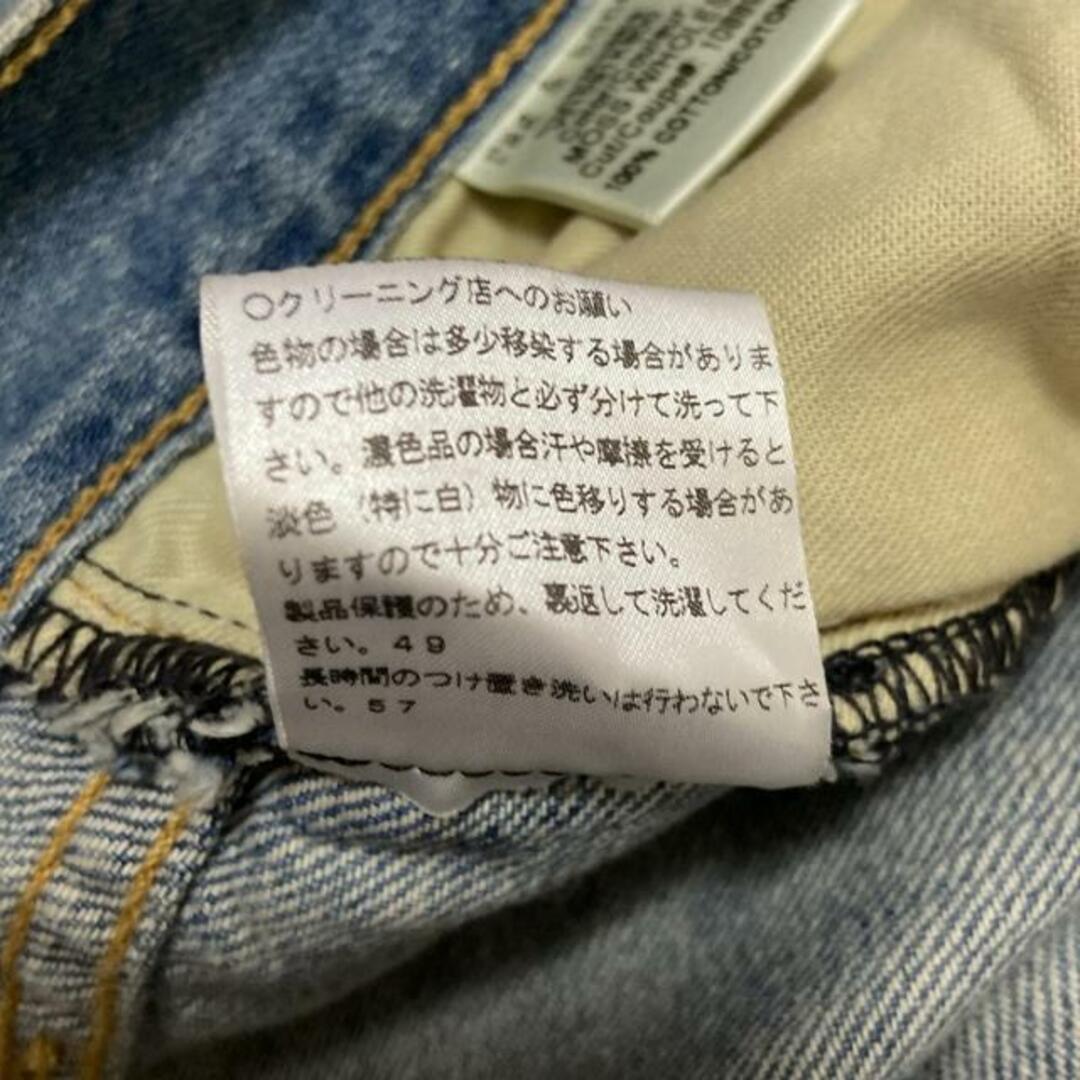 MOSS WHOLE
Cut/Coupe# 10
100% COTTON/COTON
○クリーニング店へのお願い
色物の場合は多少移染する場合がありま
すので他の洗濯物と必ず分けて洗って下
さい。濃色品の場合汗や摩擦を受けると
淡色（特に白）物に色移りする場合があ
りますので十分ご注意下さい。
製品保護のため、裏返して洗濯してくだ
さい。49
長時間のつけ置き洗いは行わないで下さ
い。57